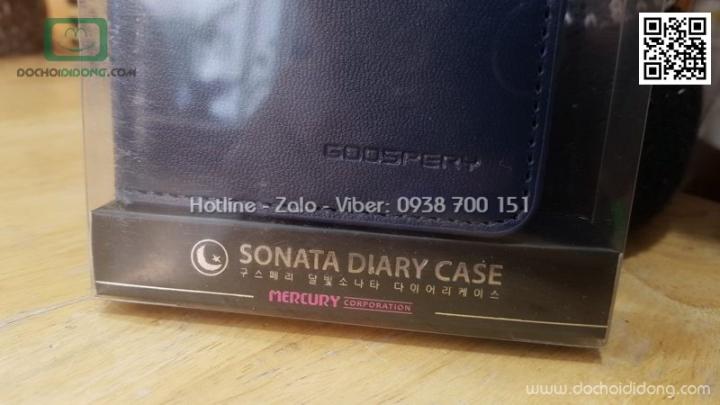 DOCHOIDIDONG.COM
GOOSPERY
Hotline - Zalo - Viber: 0938 700 151
SONATA DIARY CASE
구스페리 달빛소나타 다이어리케이스
MERCURY CORPORATION
www.dochoididong.com